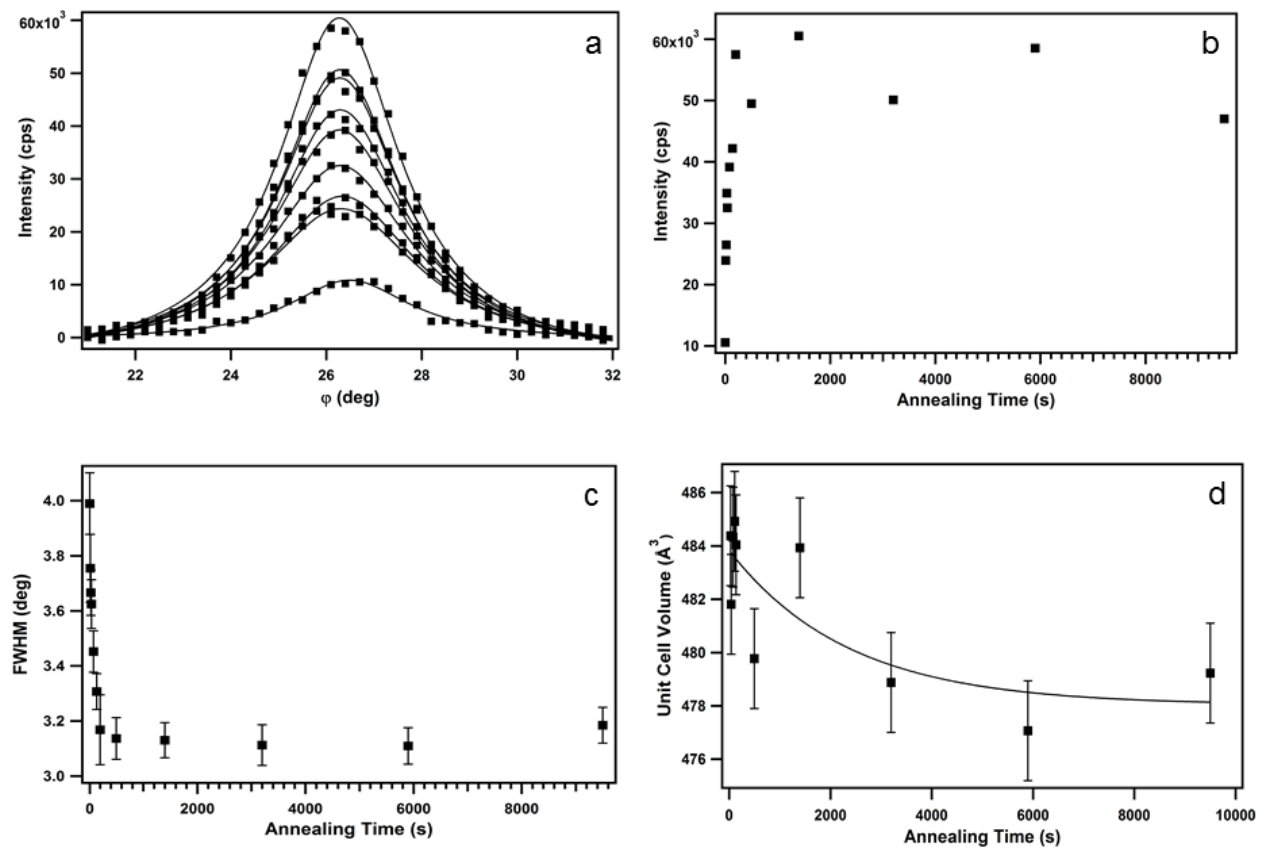 a
60x10³
50
40
30
20
10
0
Intensity (cps)
22 24 26 28 30 32
φ (deg)
b
60x10³
50
40
30
20
10
Intensity (cps)
0 2000 4000 6000 8000
Annealing Time (s)
c
4.0
3.8
3.6
3.4
3.2
3.0
FWHM (deg)
0 2000 4000 6000 8000
Annealing Time (s)
d
486
484
482
480
478
476
Unit Cell Volume (Å³)
0 2000 4000 6000 8000 10000
Annealing Time (s)